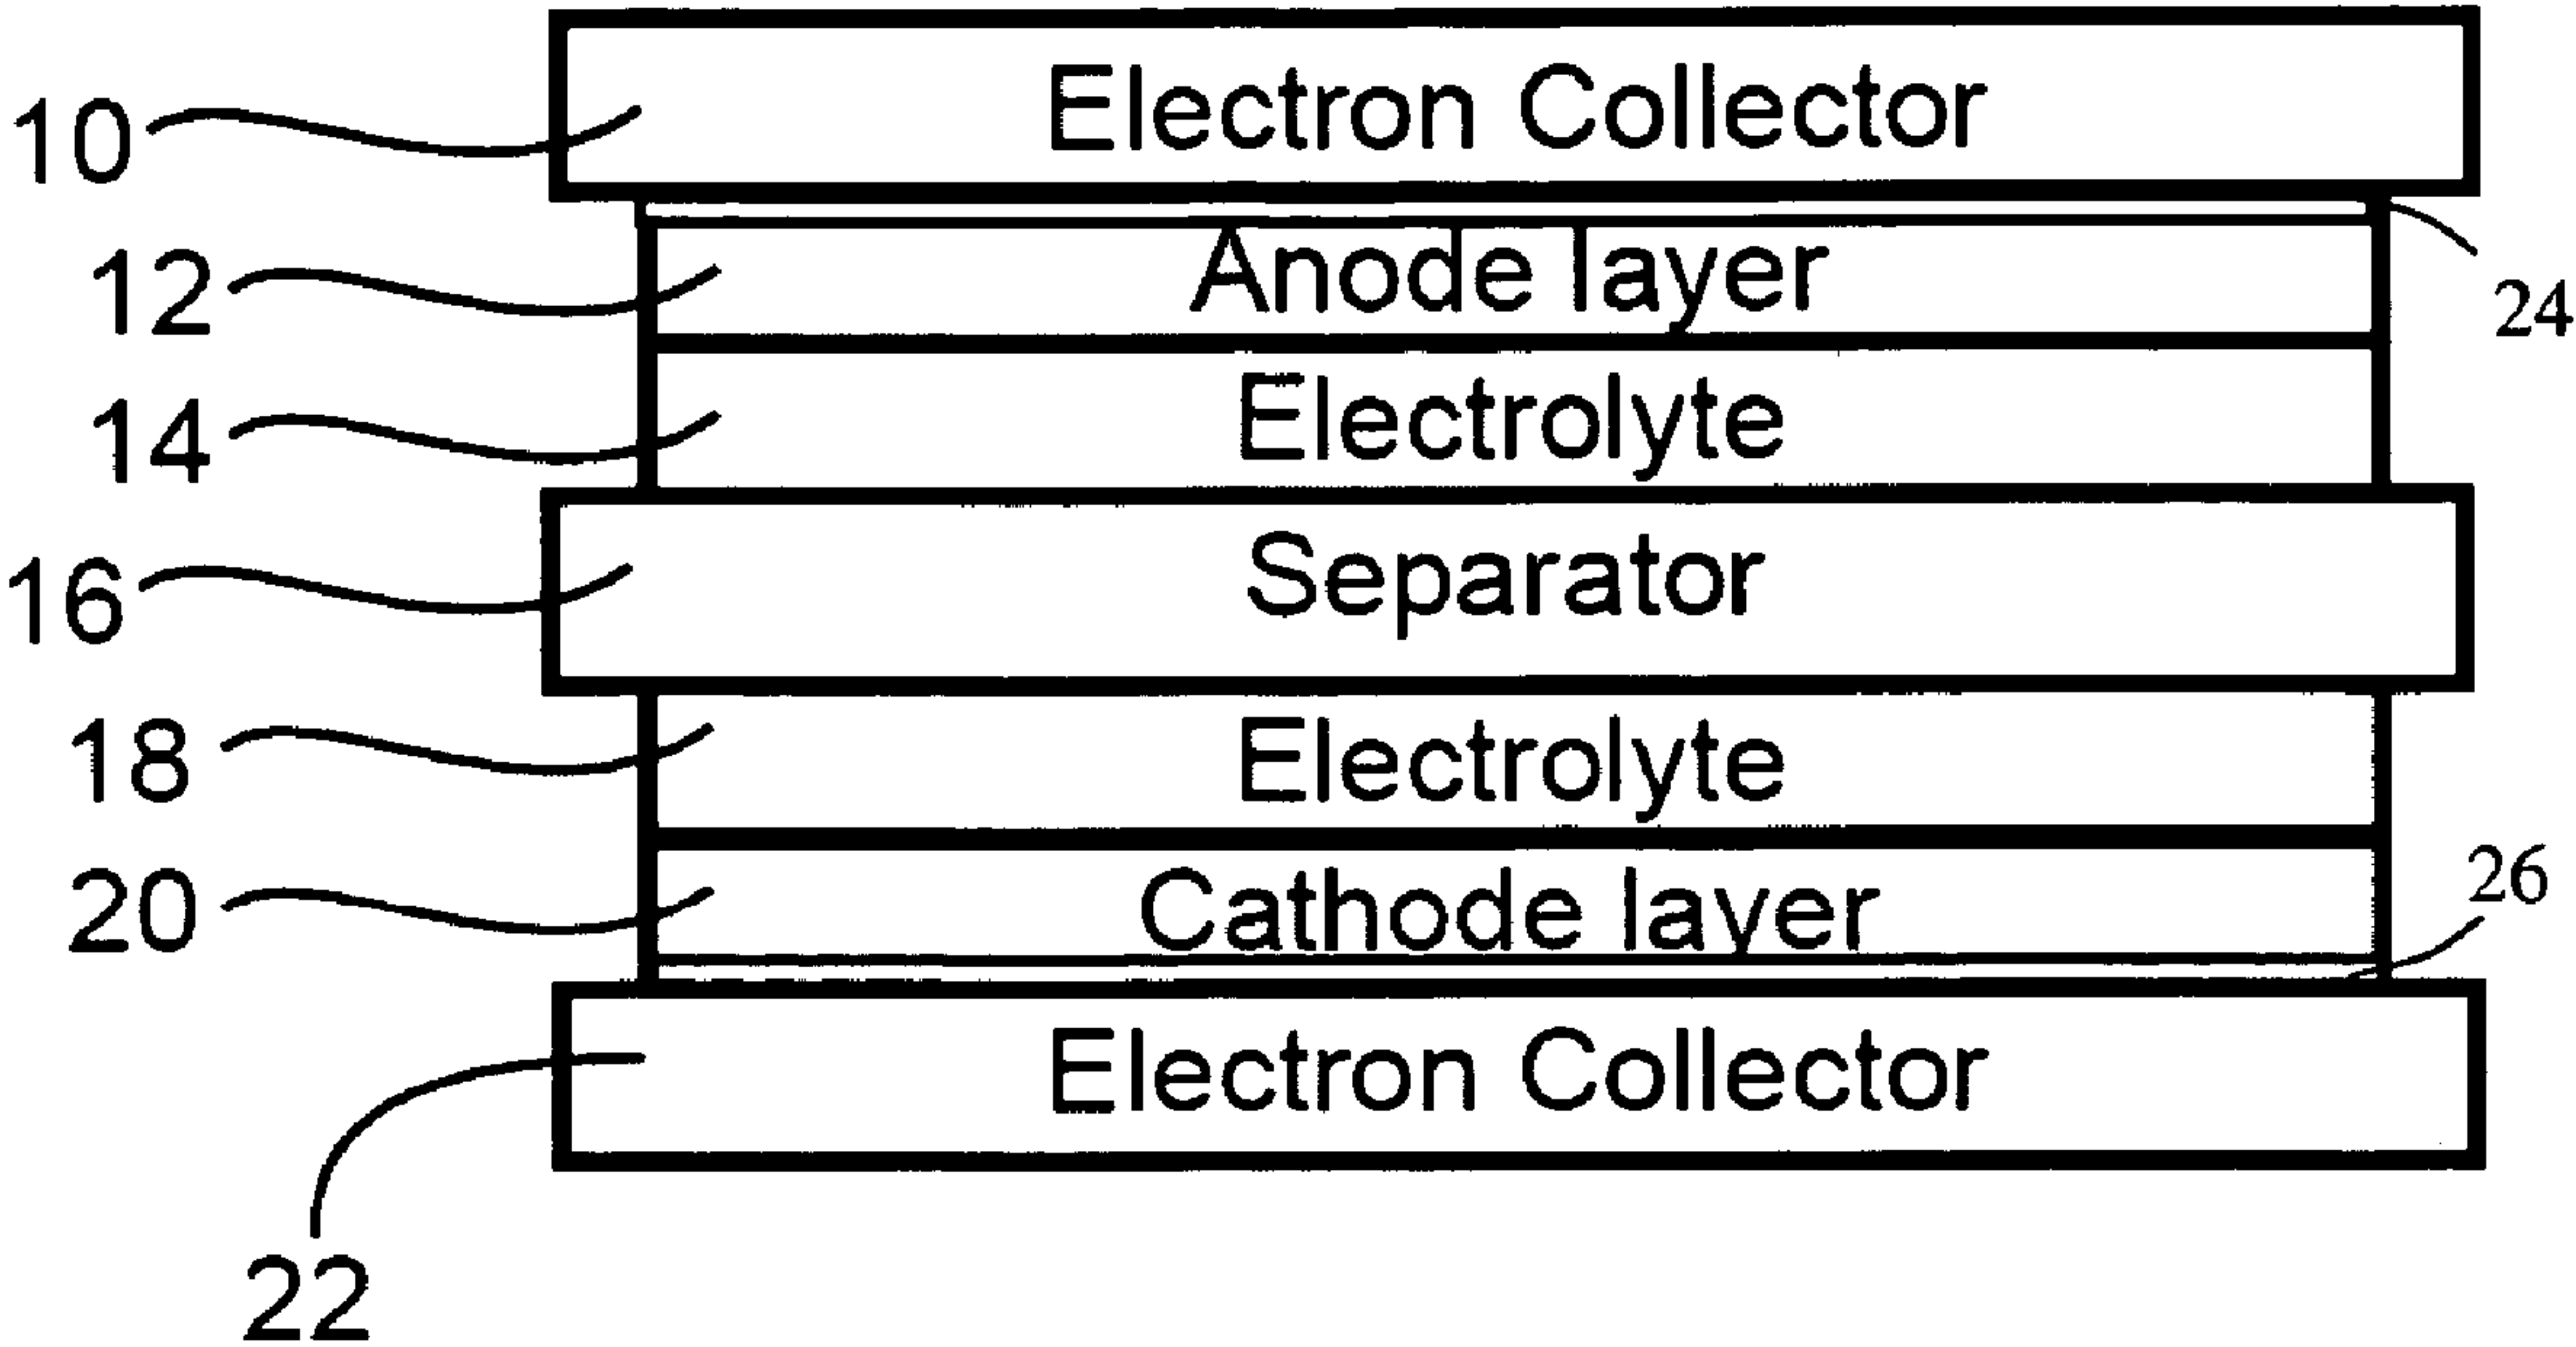 10 Electron Collector
12 Anode layer
24
14 Electrolyte
16 Separator
18 Electrolyte
20 Cathode layer
26
Electron Collector
22